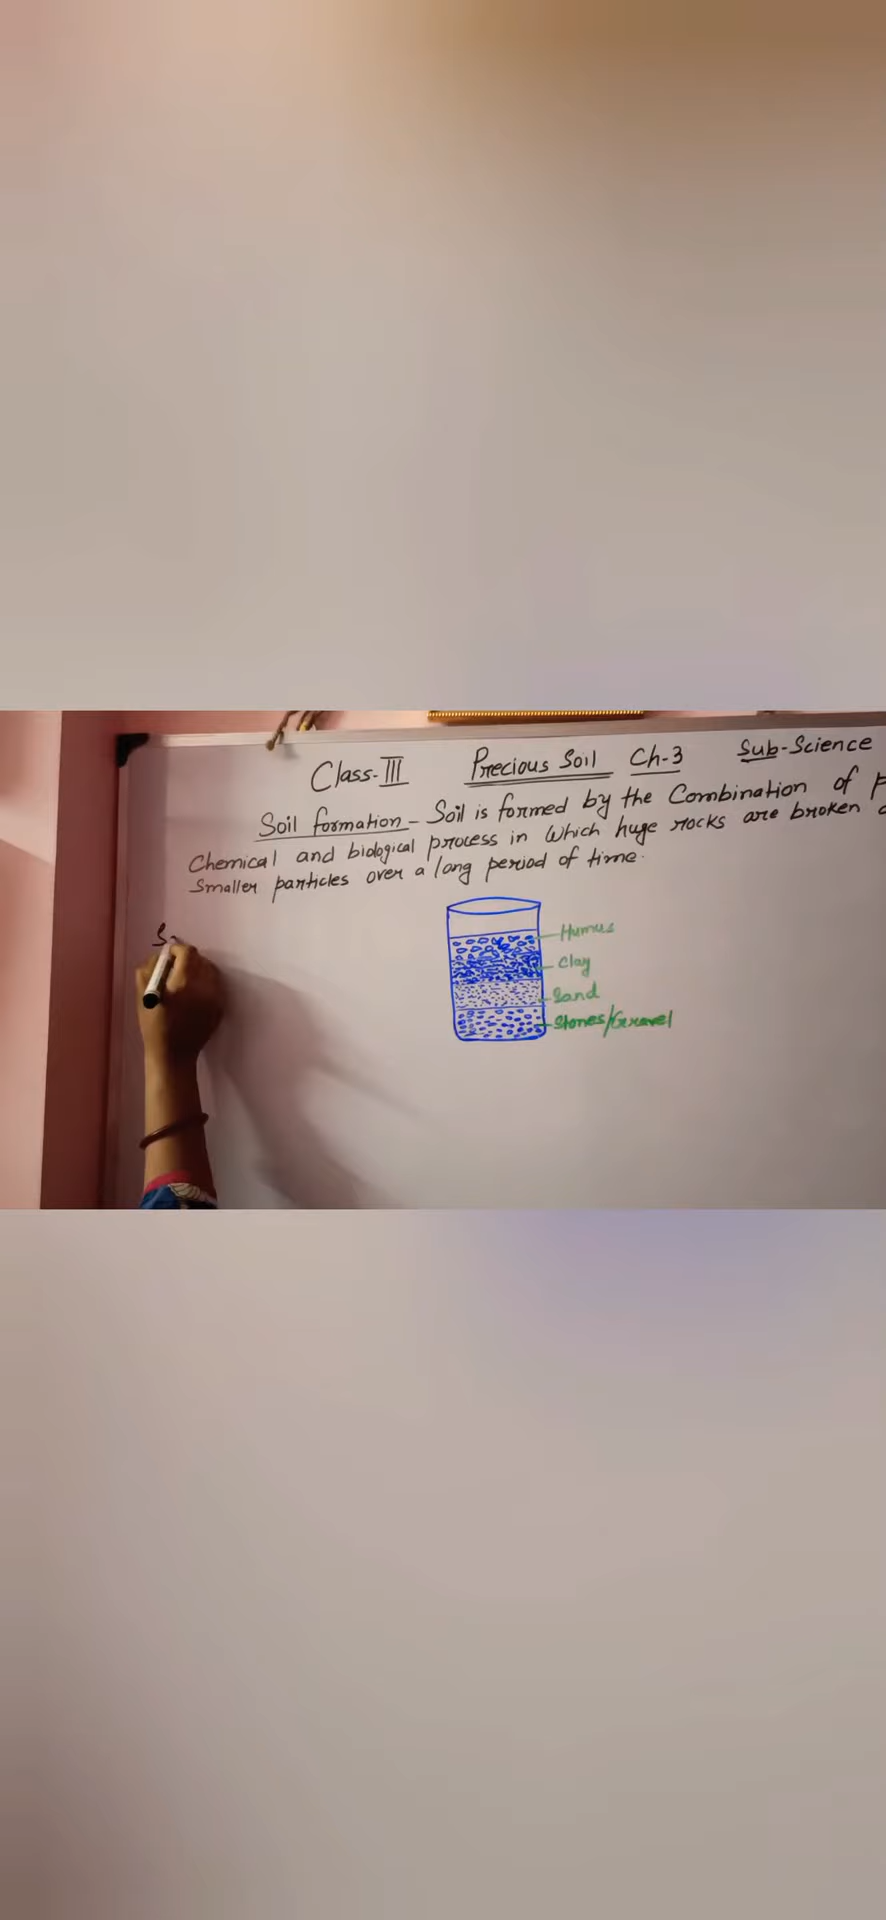 Class-III Precious Soil Ch-3 Sub-Science
Soil formation - Soil is formed by the Combination of
Chemical and biological process in which huge rocks are broken
Smaller particles over a long period of time.
Humus
Clay
Sand
Stones/Gravel